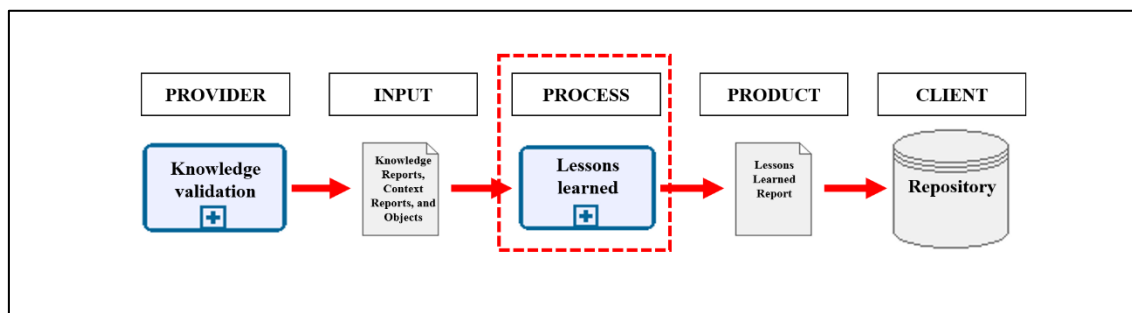 PROVIDER
INPUT
PROCESS
PRODUCT
CLIENT
Knowledge
validation
Knowledge
Reports,
Context
Reports, and
Objects
Lessons
learned
Lessons
Learned
Report
Repository